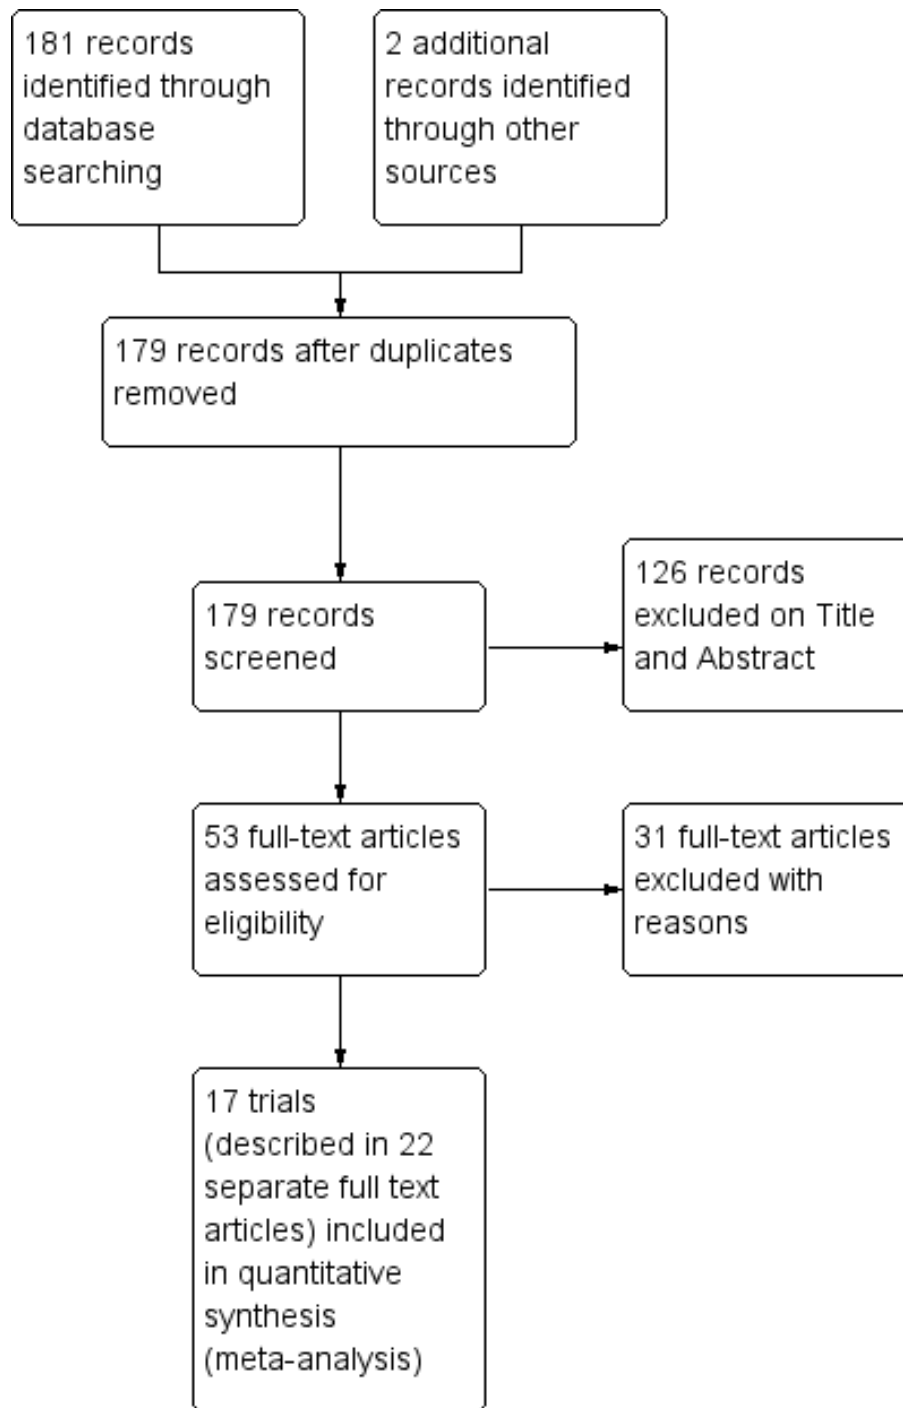 181 records
identified through
database
searching
2 additional
records identified
through other
sources
179 records after duplicates
removed
179 records
screened
126 records
excluded on Title
and Abstract
53 full-text articles
assessed for
eligibility
31 full-text articles
excluded with
reasons
17 trials
(described in 22
separate full text
articles) included
in quantitative
synthesis
(meta-analysis)